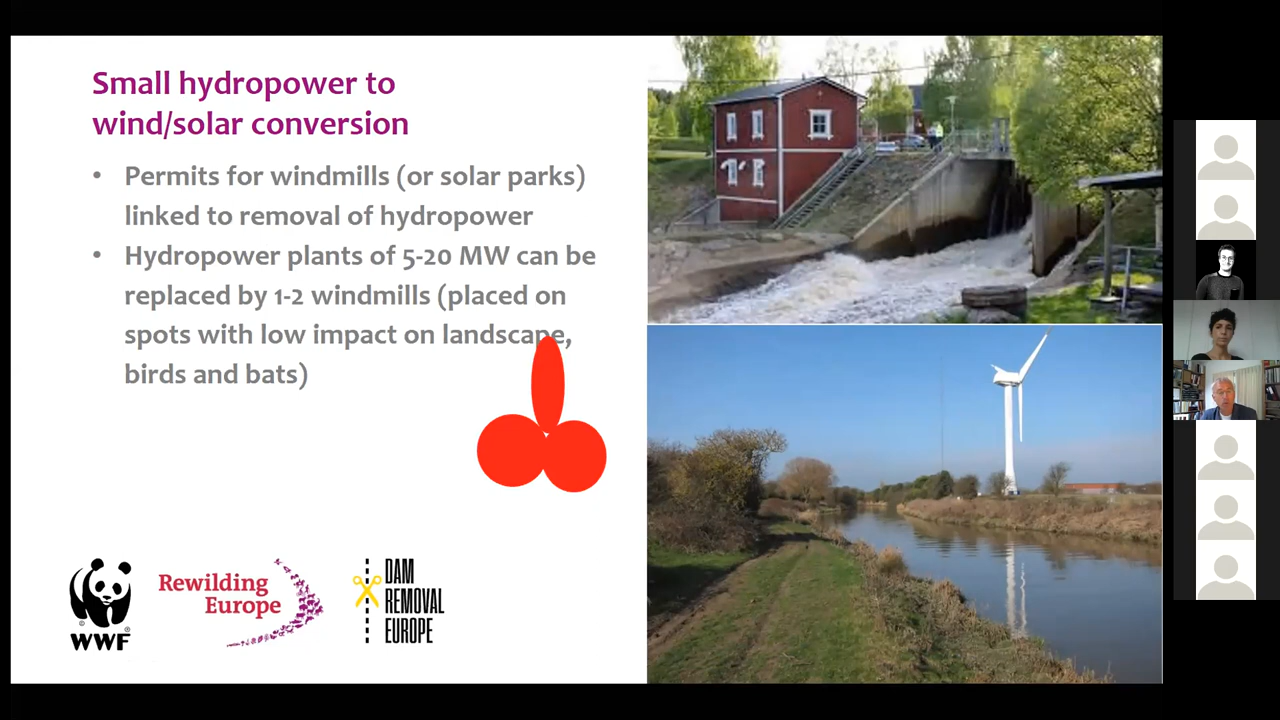 Small hydropower to
wind/solar conversion
• Permits for windmills (or solar parks)
linked to removal of hydropower
• Hydropower plants of 5-20 MW can be
replaced by 1-2 windmills (placed on
spots with low impact on landscape,
birds and bats)
WWF
Rewilding
Europe
DAM
REMOVAL
EUROPE